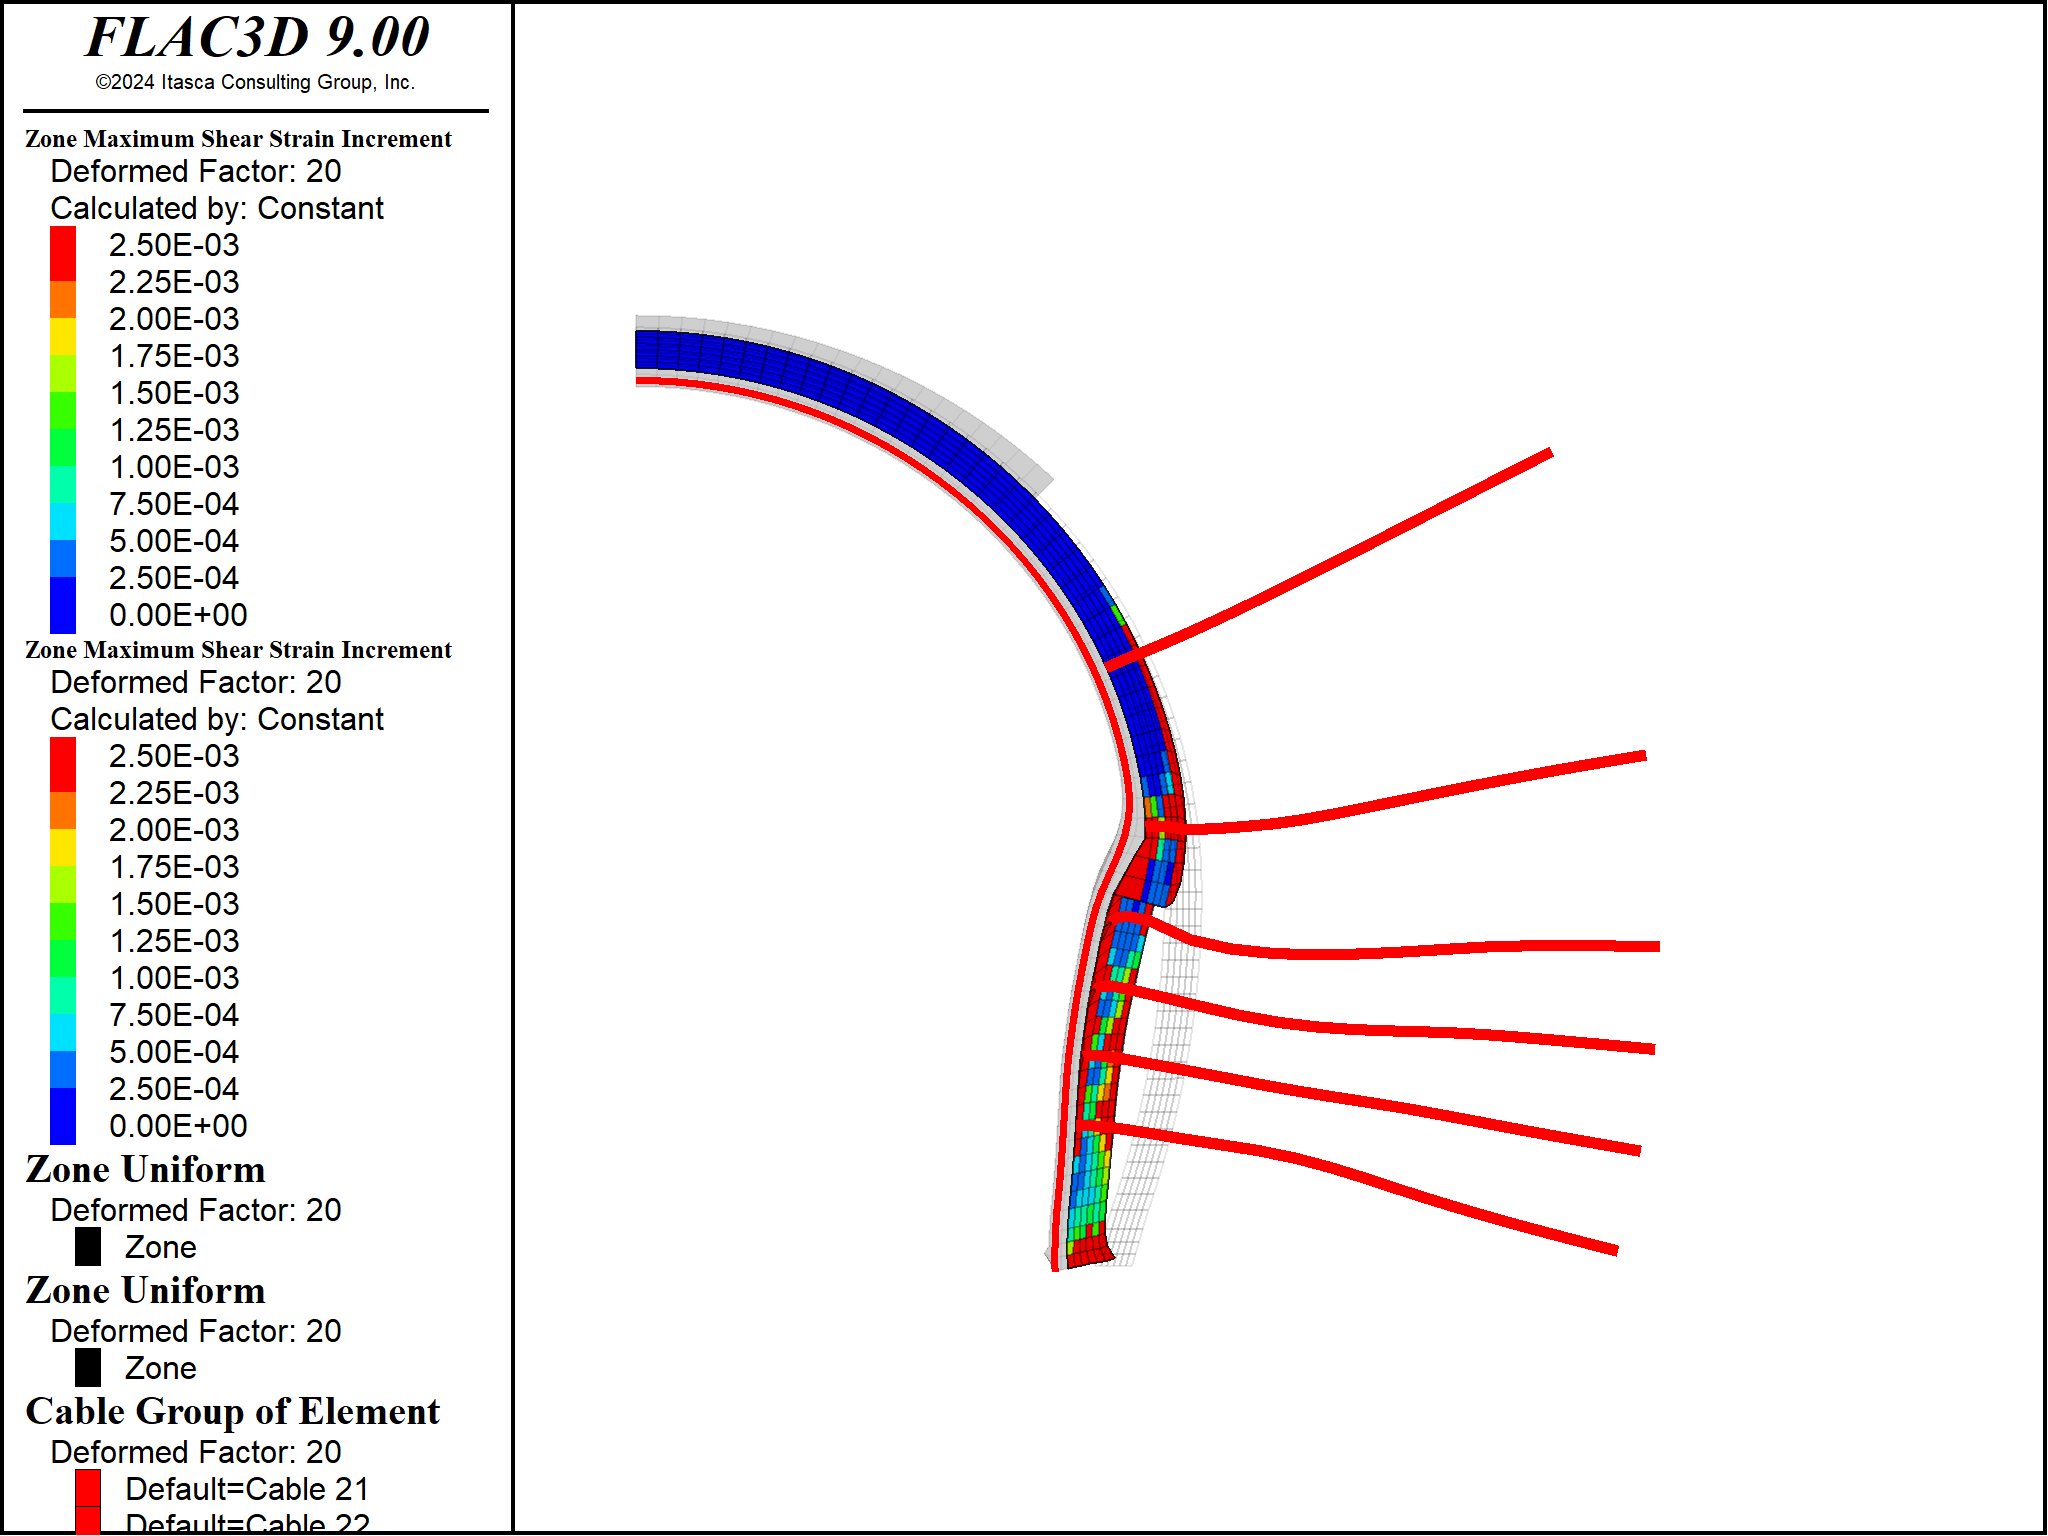 FLAC3D 9.00
©2024 Itasca Consulting Group, Inc.
Zone Maximum Shear Strain Increment
Deformed Factor: 20
Calculated by: Constant
2.50E-03
2.25E-03
2.00E-03
1.75E-03
1.50E-03
1.25E-03
1.00E-03
7.50E-04
5.00E-04
2.50E-04
0.00E+00
Zone Maximum Shear Strain Increment
Deformed Factor: 20
Calculated by: Constant
2.50E-03
2.25E-03
2.00E-03
1.75E-03
1.50E-03
1.25E-03
1.00E-03
7.50E-04
5.00E-04
2.50E-04
0.00E+00
Zone Uniform
Deformed Factor: 20
Zone
Zone Uniform
Deformed Factor: 20
Zone
Cable Group of Element
Deformed Factor: 20
Default=Cable 21
Default=Cable 22